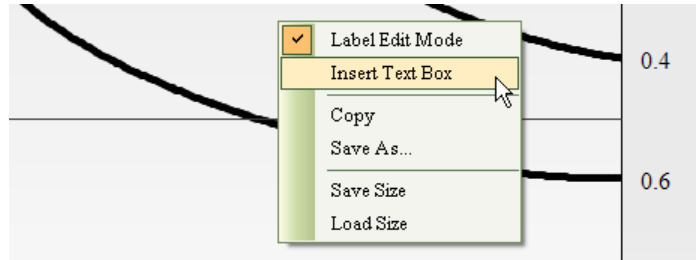 Label Edit Mode
0.4
Insert Text Box
Copy
Save As...
0.6
Save Size
Load Size